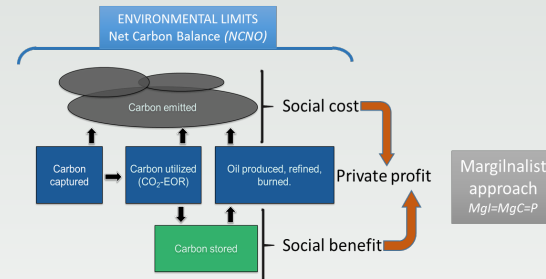 ENVIRONMENTAL LIMITS
Net Carbon Balance (NCNO)
Carbon emitted
Social cost
Carbon
captured
Carbon utilized
(CO₂-EOR)
Oil produced, refined,
burned.
Private profit
Margilnalist
approach
MgI=MgC=P
Carbon stored
Social benefit